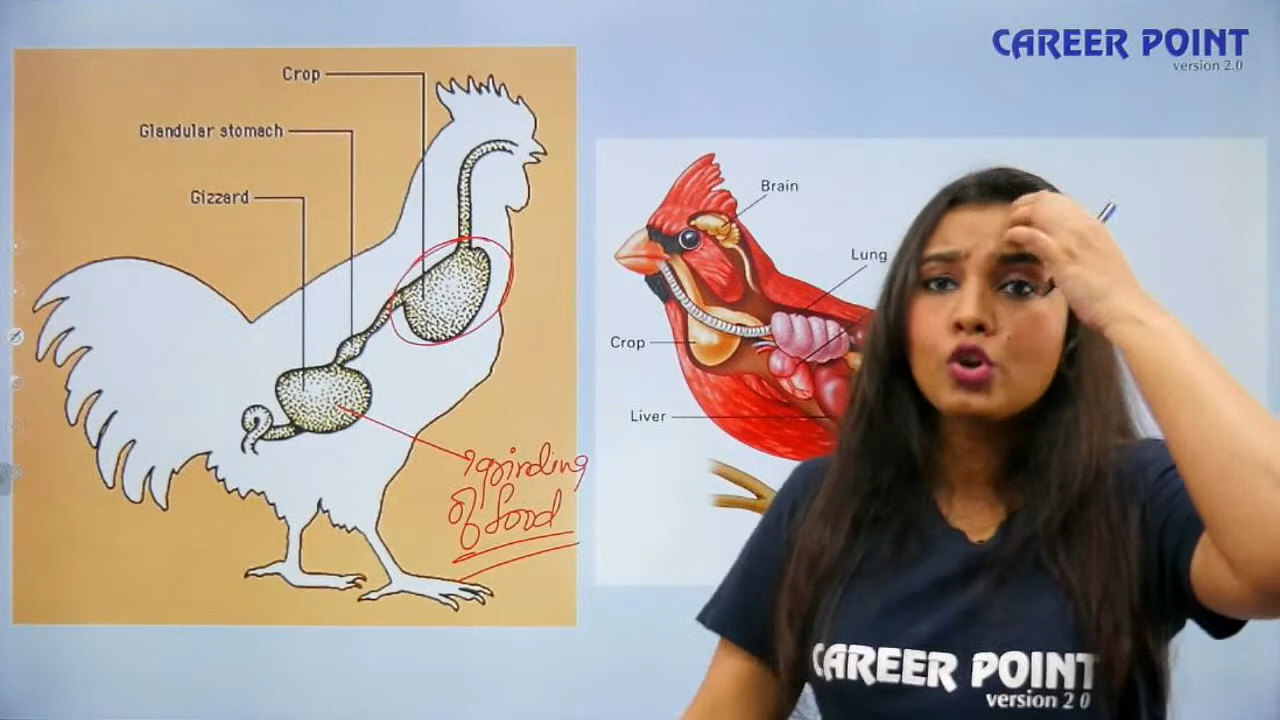 CAREER POINT
version 2.0
Crop
Glandular stomach
Gizzard
grinding
of food
Brain
Lung
Crop
Liver
CAREER POINT
version 2 0